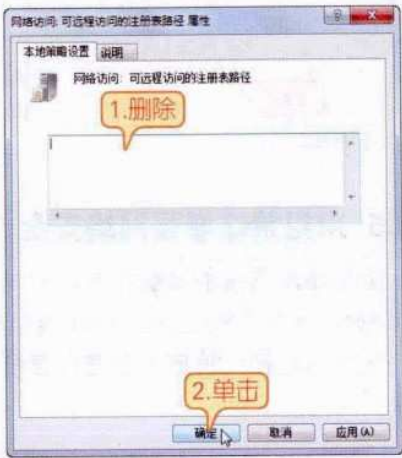 网络访问: 可远程访问的注册表路径 属性
本地策略设置 说明
网络访问: 可远程访问的注册表路径
1.删除
2.单击
确定 取消 应用(A)